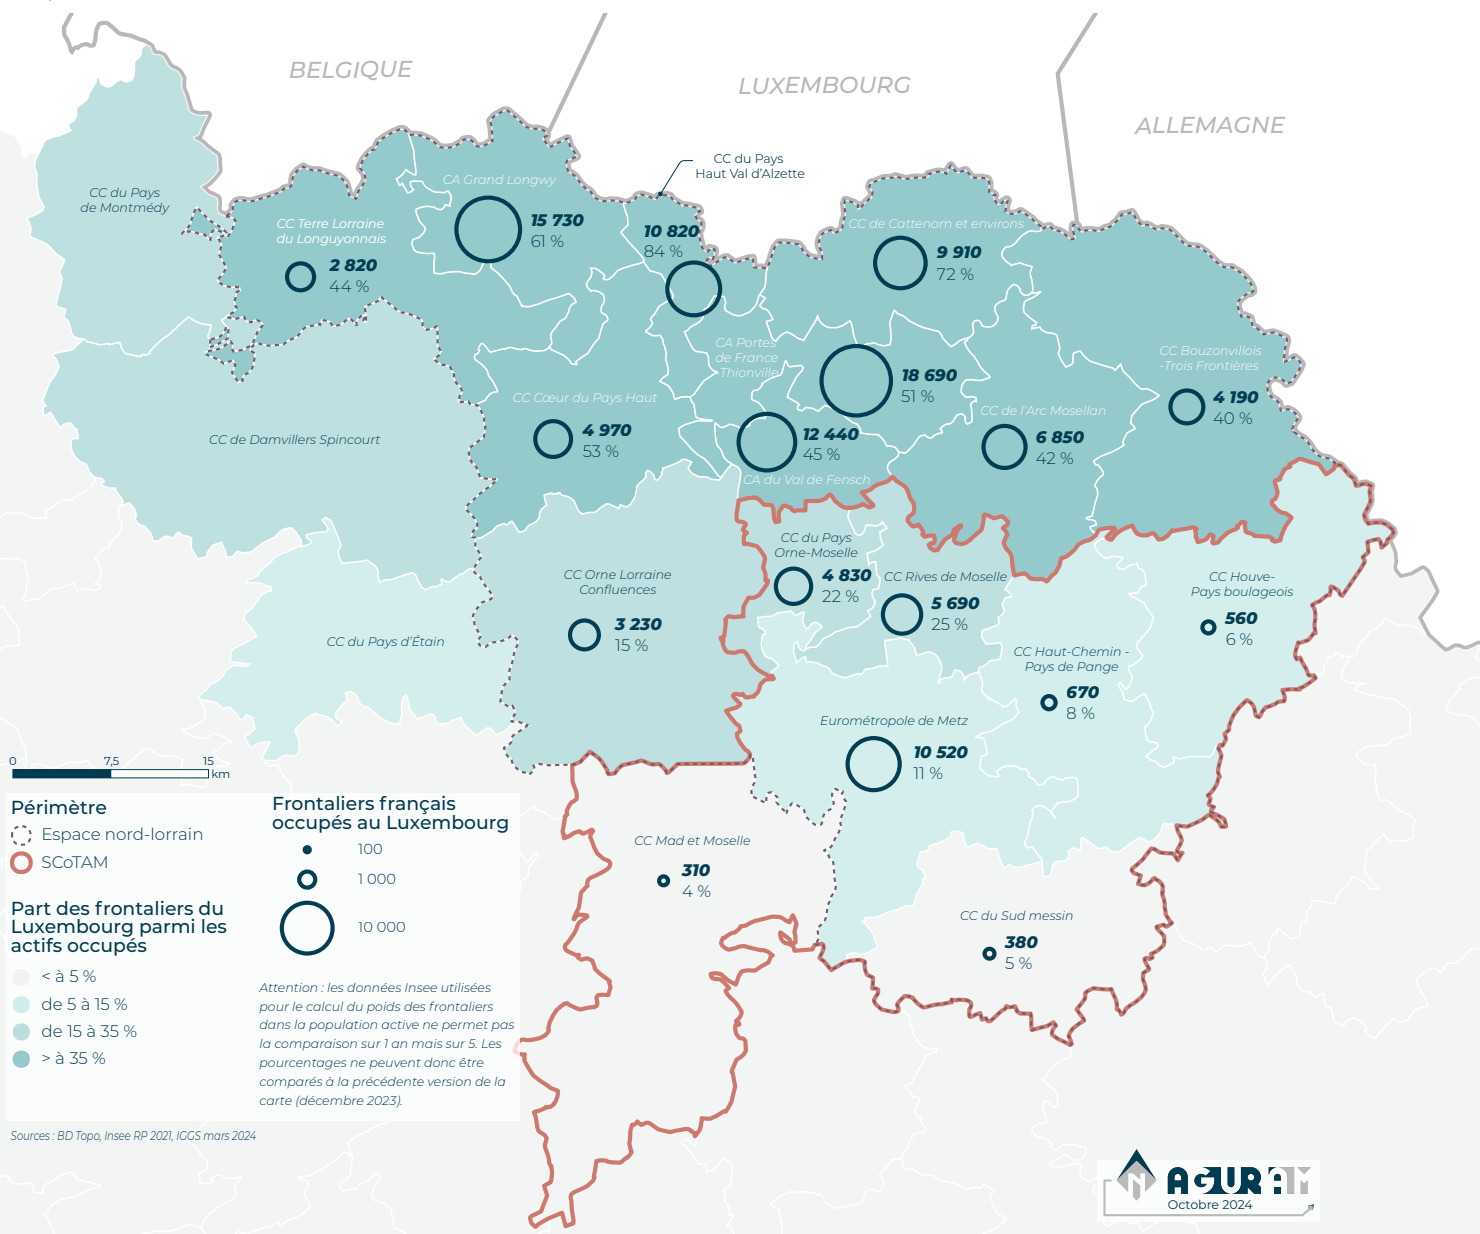 BELGIQUE
LUXEMBOURG
ALLEMAGNE
CC du Pays
Haut Val d'Alzette
CC du Pays
de Montmédy
CA Grand Longwy
15 730
61 %
CC Terre Lorraine
du Longuyonnais
2 820
44 %
10 820
84 %
CC de Cattenom et environs
9 910
72 %
CA Portes
de France
-Thionville
18 690
51 %
CC Bouzonvillois
-Trois Frontières
4 190
40 %
CC Cœur du Pays Haut
4 970
53 %
12 440
45 %
CA du Val de Fensch
CC de l'Arc Mosellan
6 850
42 %
CC de Damvillers Spincourt
CC du Pays
Orne-Moselle
4 830
22 %
CC Rives de Moselle
5 690
25 %
CC Orne Lorraine
Confluences
3 230
15 %
CC Houve-
Pays boulageois
560
6 %
CC du Pays d'Étain
CC Haut-Chemin -
Pays de Pange
670
8 %
Eurométropole de Metz
10 520
11 %
CC Mad et Moselle
310
4 %
CC du Sud messin
380
5 %
0 7,5 15
km
Périmètre
Espace nord-lorrain
SCoTAM
Part des frontaliers du
Luxembourg parmi les
actifs occupés
< à 5 %
de 5 à 15 %
de 15 à 35 %
> à 35 %
Frontaliers français
occupés au Luxembourg
100
1 000
10 000
Attention : les données Insee utilisées
pour le calcul du poids des frontaliers
dans la population active ne permet pas
la comparaison sur 1 an mais sur 5. Les
pourcentages ne peuvent donc être
comparés à la précédente version de la
carte (décembre 2023).
Sources : BD Topo, Insee RP 2021, IGGS mars 2024
N
AGURAM
Octobre 2024